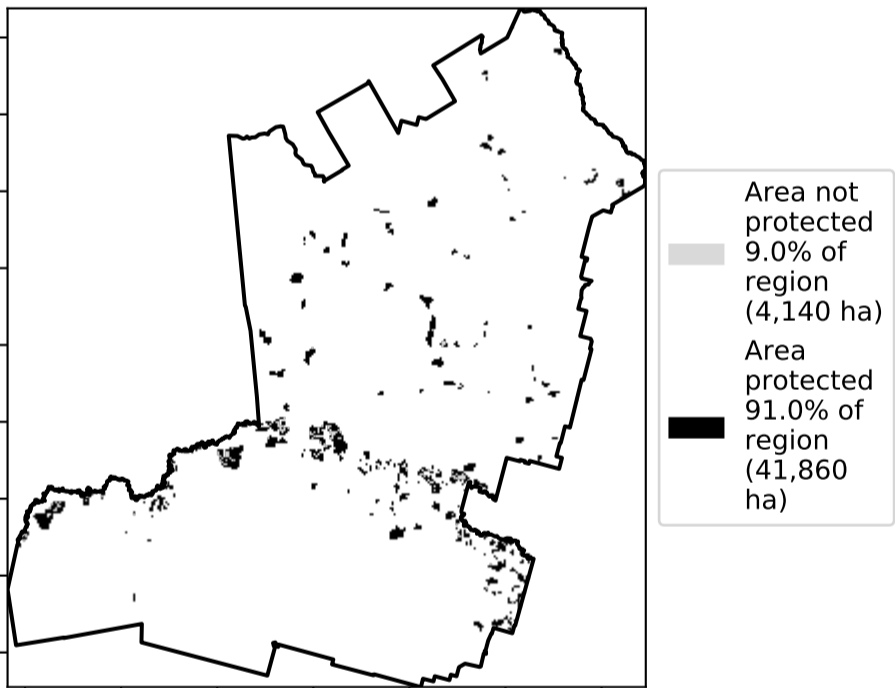 Area not
protected
9.0% of
region
(4,140 ha)
Area
protected
91.0% of
region
(41,860
ha)